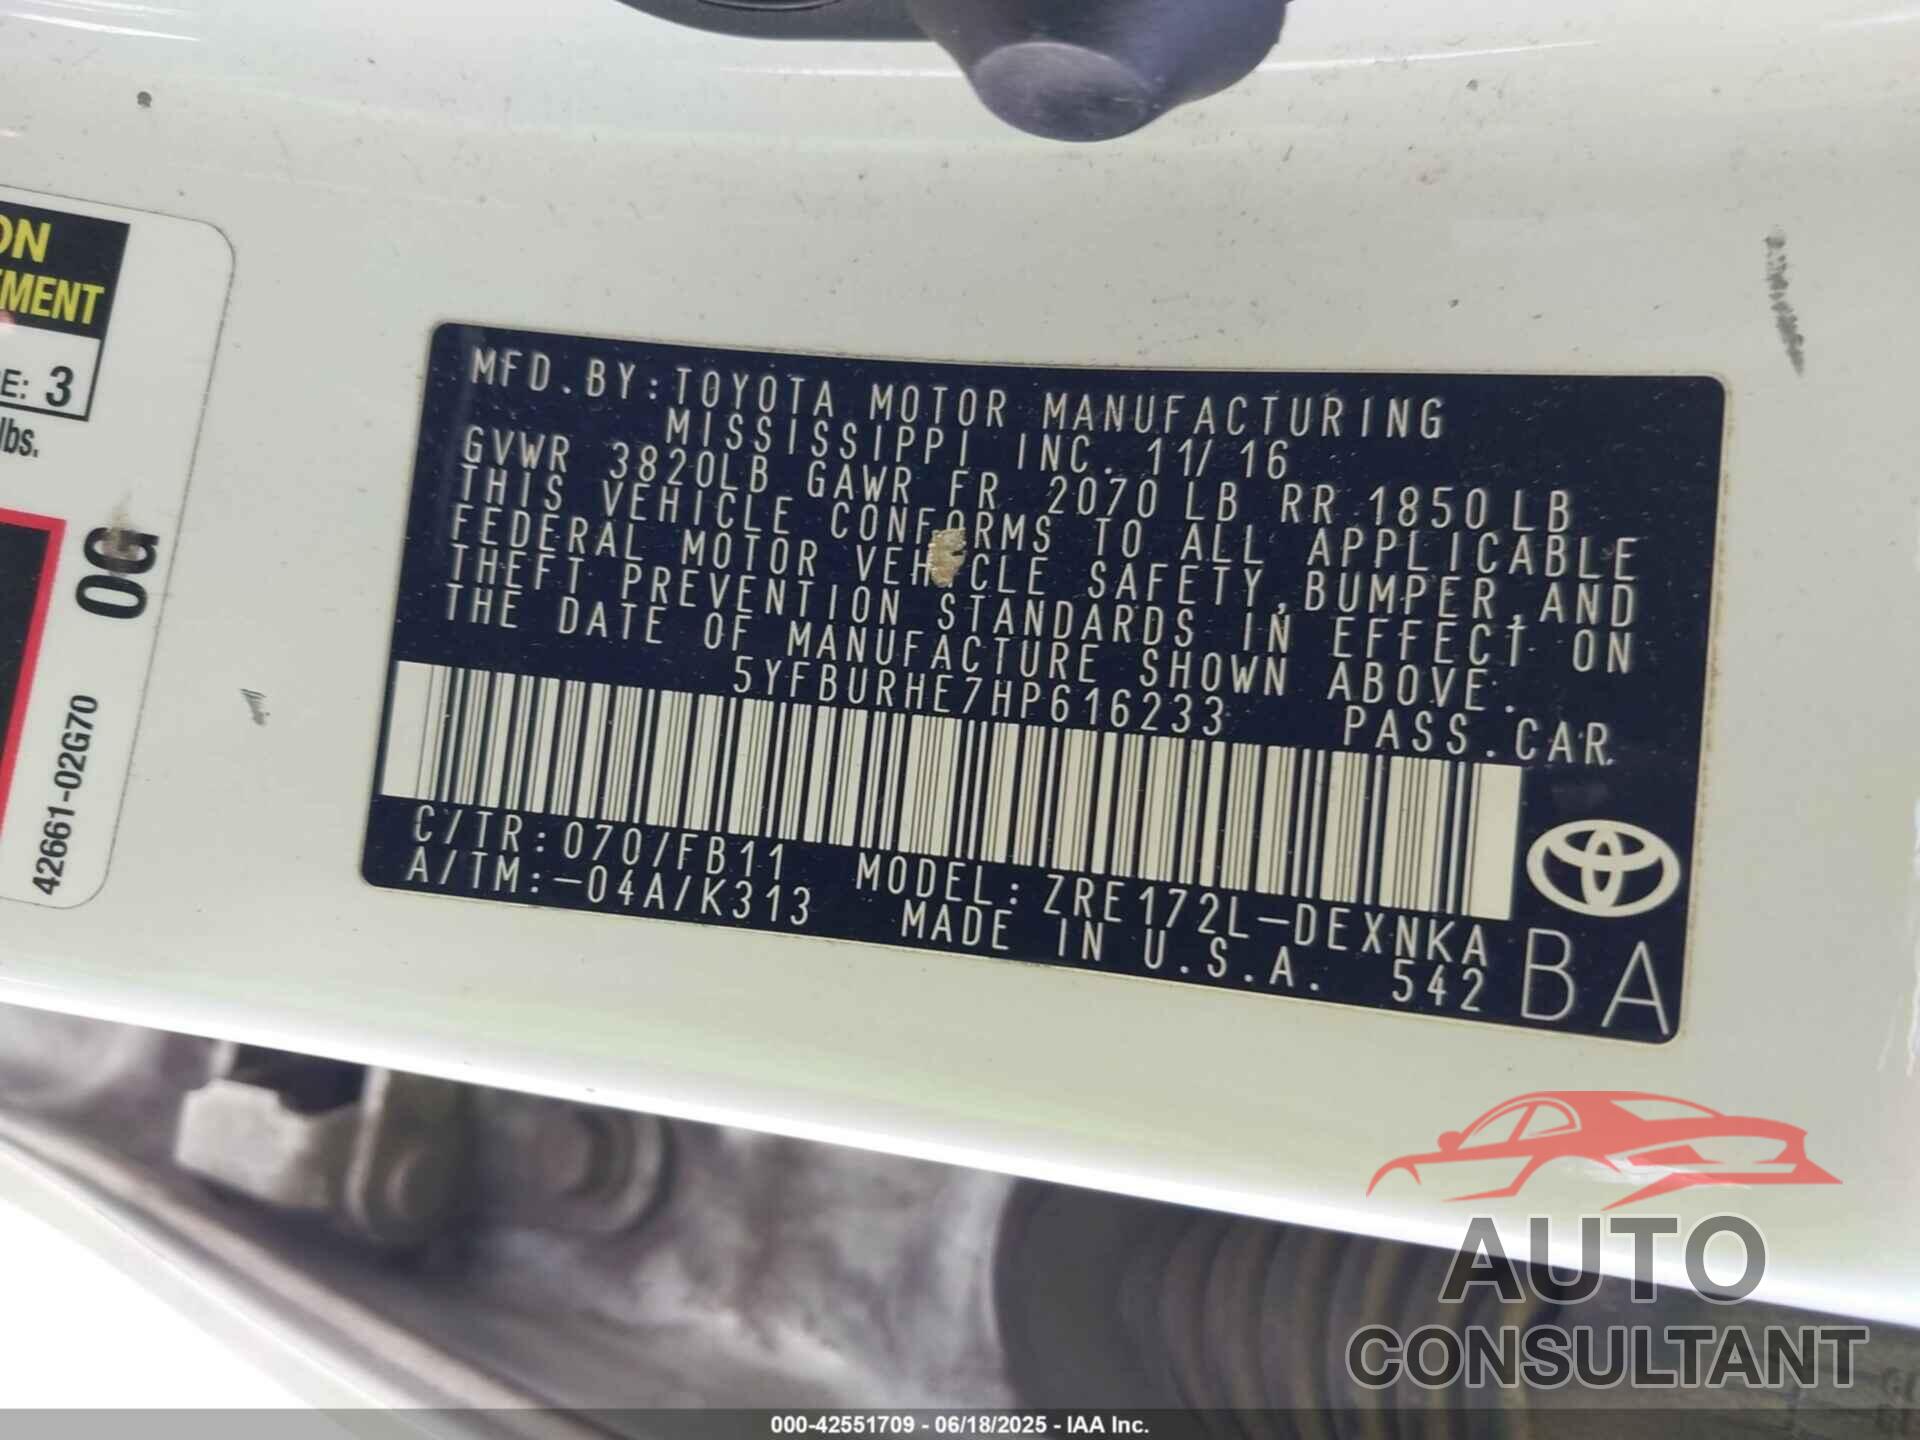 ON
EMENT
E: 3
lbs.
0G
42661-02G70
MFD.BY:TOYOTA MOTOR MANUFACTURING
MISSISSIPPI INC. 11/16
GVWR 3820LB GAWR FR 2070LB RR 1850LB
THIS VEHICLE CONFORMS TO ALL APPLICABLE
FEDERAL MOTOR VEHICLE SAFETY,BUMPER,AND
THEFT PREVENTION STANDARDS IN EFFECT ON
THE DATE OF MANUFACTURE SHOWN ABOVE.
5YFBURHE7HP616233 PASS.CAR
C/TR:070/FB11 MODEL:ZRE172L-DEXNKA
A/TM:-04A/K313 MADE IN U.S.A. 542
BA
AUTO
CONSULTANT
000-42551709 - 06/18/2025 - IAA Inc.